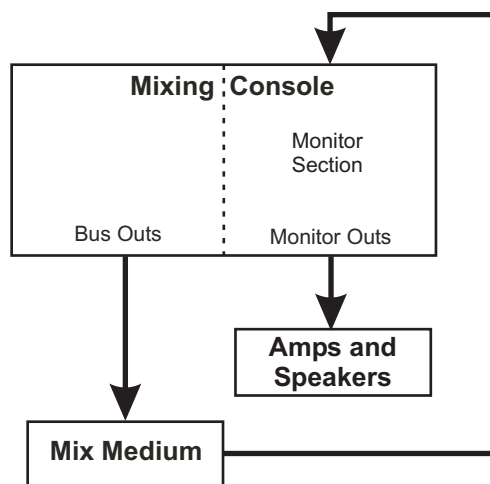 Mixing Console
Monitor
Section
Bus Outs
Monitor Outs
Amps and
Speakers
Mix Medium